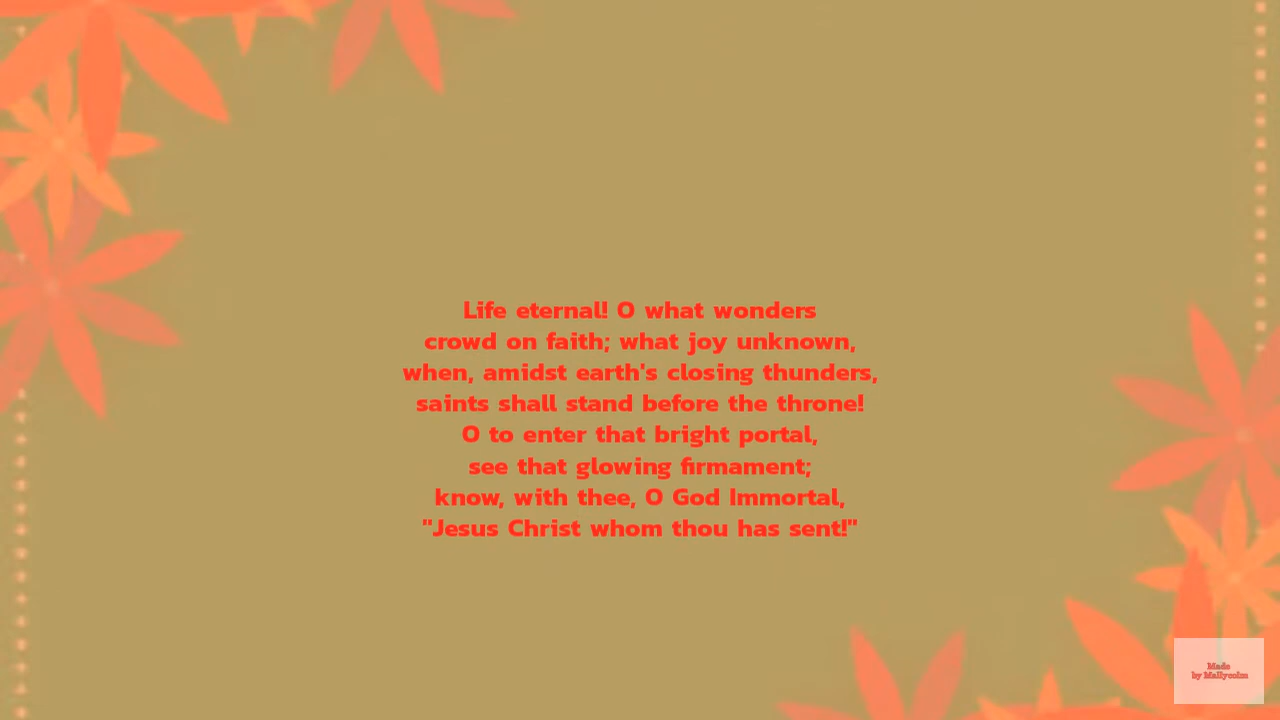 Life eternal! O what wonders
crowd on faith; what joy unknown,
when, amidst earth's closing thunders,
saints shall stand before the throne!
O to enter that bright portal,
see that glowing firmament;
know, with thee, O God Immortal,
"Jesus Christ whom thou has sent!"
Made
by Mallycolm